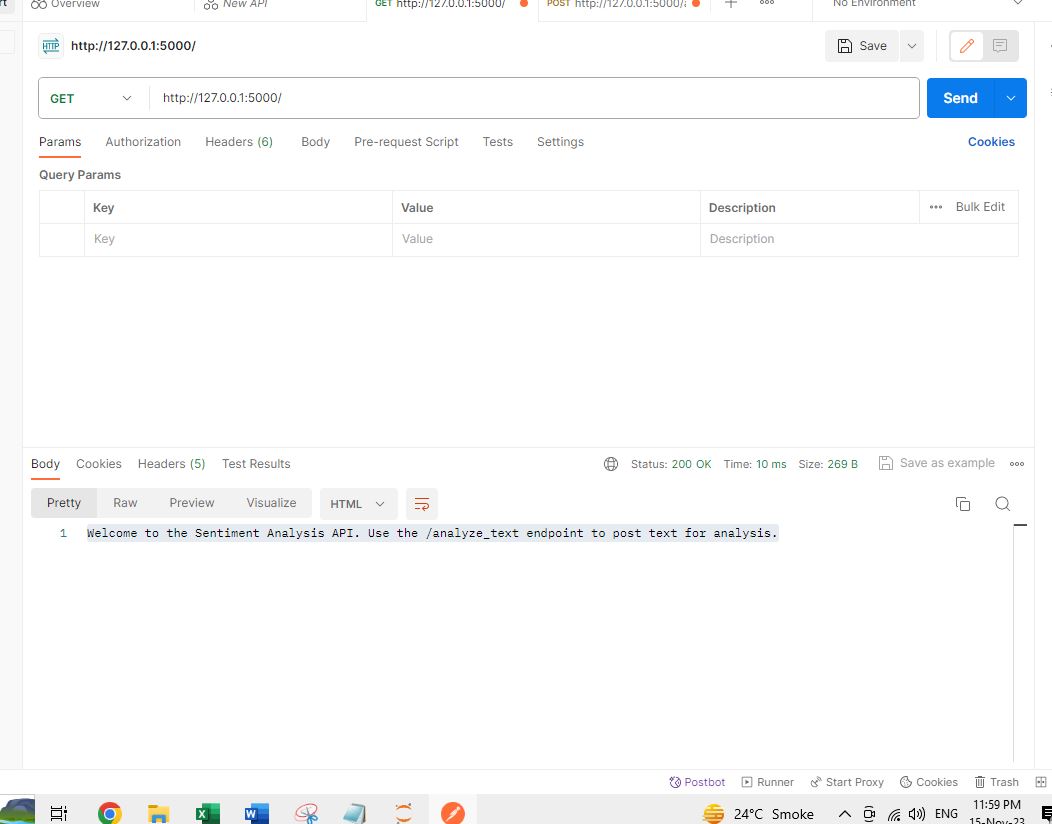 rt Overview New API GET http://127.0.0.1:5000/ POST http://127.0.0.1:5000/ No Environment
HTTP http://127.0.0.1:5000/ Save
GET http://127.0.0.1:5000/ Send
Params Authorization Headers (6) Body Pre-request Script Tests Settings Cookies
Query Params
Key Value Description Bulk Edit
Key Value Description
Body Cookies Headers (5) Test Results Status: 200 OK Time: 10 ms Size: 269 B Save as example
Pretty Raw Preview Visualize HTML
1 Welcome to the Sentiment Analysis API. Use the /analyze_text endpoint to post text for analysis.
Postbot Runner Start Proxy Cookies Trash
24°C Smoke ENG 11:59 PM
15-Nov-23